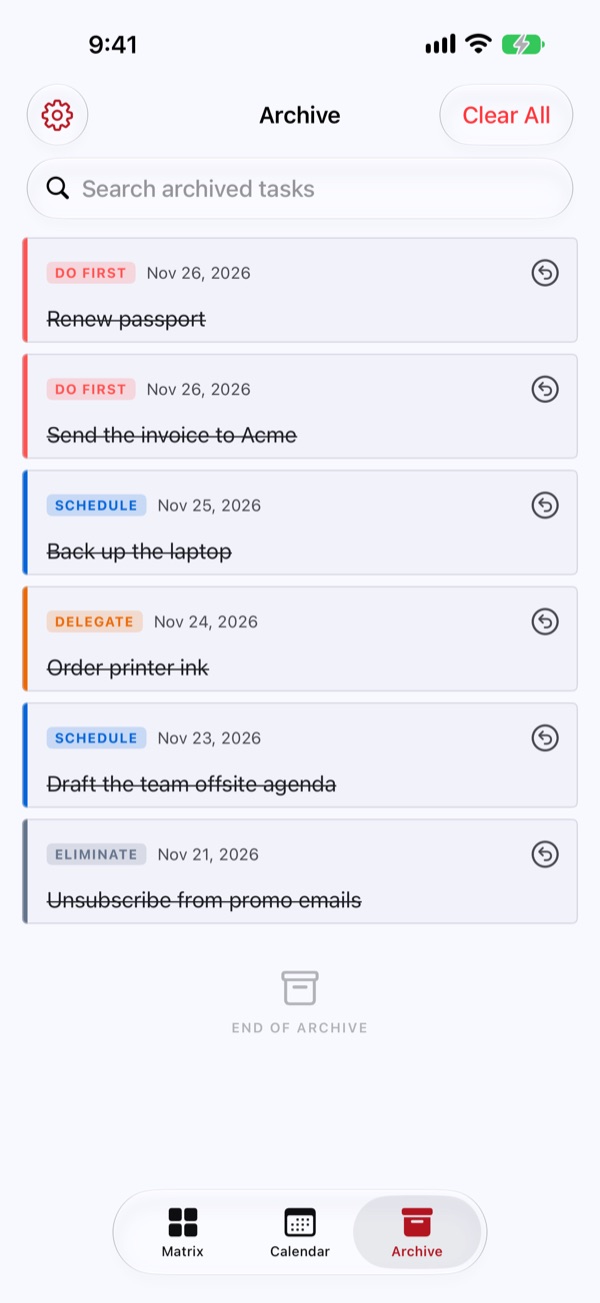 9:41
Archive
Clear All
Search archived tasks
DO FIRST Nov 26, 2026
Renew passport
DO FIRST Nov 26, 2026
Send the invoice to Acme
SCHEDULE Nov 25, 2026
Back up the laptop
DELEGATE Nov 24, 2026
Order printer ink
SCHEDULE Nov 23, 2026
Draft the team offsite agenda
ELIMINATE Nov 21, 2026
Unsubscribe from promo emails
END OF ARCHIVE
Matrix
Calendar
Archive